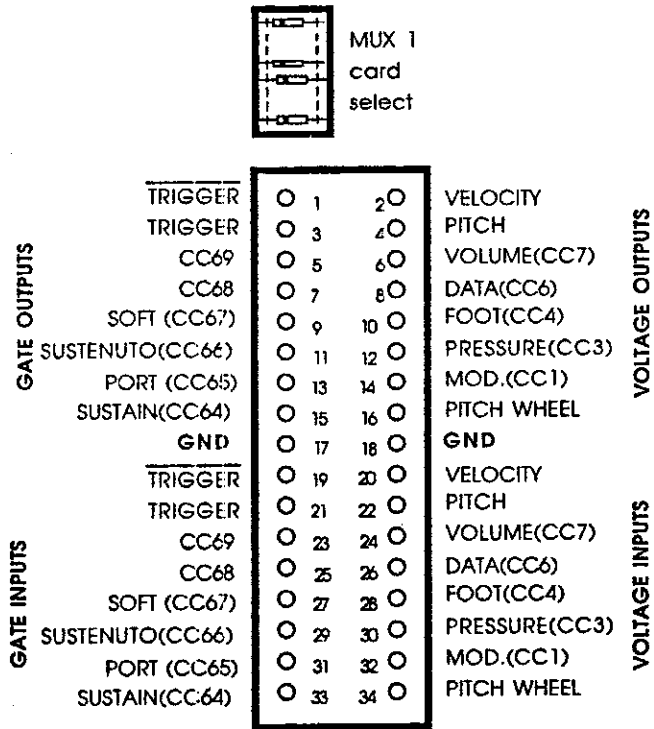 MUX 1
card
select
TRIGGER 1 2 VELOCITY
TRIGGER 3 4 PITCH
CC69 5 6 VOLUME(CC7)
CC68 7 8 DATA(CC6)
SOFT (CC67) 9 10 FOOT(CC4)
SUSTENUTO(CC66) 11 12 PRESSURE(CC3)
PORT (CC65) 13 14 MOD.(CC1)
SUSTAIN(CC64) 15 16 PITCH WHEEL
GND 17 18 GND
TRIGGER 19 20 VELOCITY
TRIGGER 21 22 PITCH
CC69 23 24 VOLUME(CC7)
CC68 25 26 DATA(CC6)
SOFT (CC67) 27 28 FOOT(CC4)
SUSTENUTO(CC66) 29 30 PRESSURE(CC3)
PORT (CC65) 31 32 MOD.(CC1)
SUSTAIN(CC64) 33 34 PITCH WHEEL
GATE OUTPUTS
GATE INPUTS
VOLTAGE OUTPUTS
VOLTAGE INPUTS